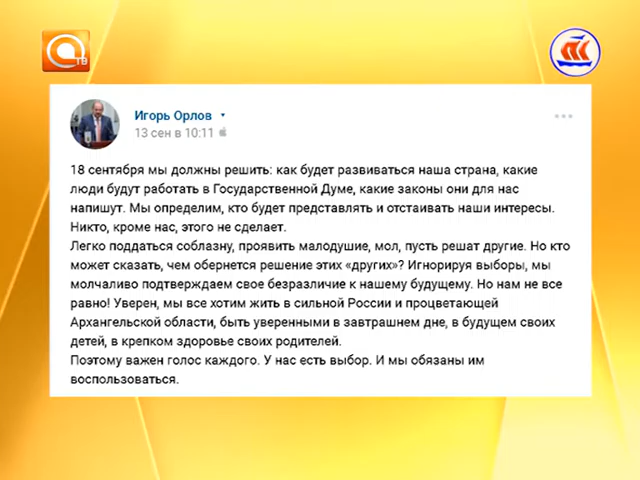 ТВ
Игорь Орлов
13 сен в 10:11
18 сентября мы должны решить: как будет развиваться наша страна, какие
люди будут работать в Государственной Думе, какие законы они для нас
напишут. Мы определим, кто будет представлять и отстаивать наши интересы.
Никто, кроме нас, этого не сделает.
Легко поддаться соблазну, проявить малодушие, мол, пусть решат другие. Но кто
может сказать, чем обернется решение этих «других»? Игнорируя выборы, мы
молчаливо подтверждаем свое безразличие к нашему будущему. Но нам не все
равно! Уверен, мы все хотим жить в сильной России и процветающей
Архангельской области, быть уверенными в завтрашнем дне, в будущем своих
детей, в крепком здоровье своих родителей.
Поэтому важен голос каждого. У нас есть выбор. И мы обязаны им
воспользоваться.